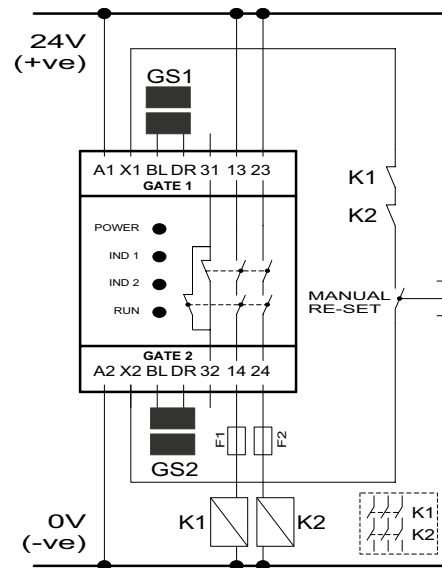 24V
(+ve)
GS1
A1 X1 BL DR 31 13 23
GATE 1
K1
K2
POWER
IND 1
IND 2
RUN
MANUAL
RE-SET
GATE 2
A2 X2 BL DR 32 14 24
F1
F2
GS2
0V
(-ve)
K1
K2
K1
K2